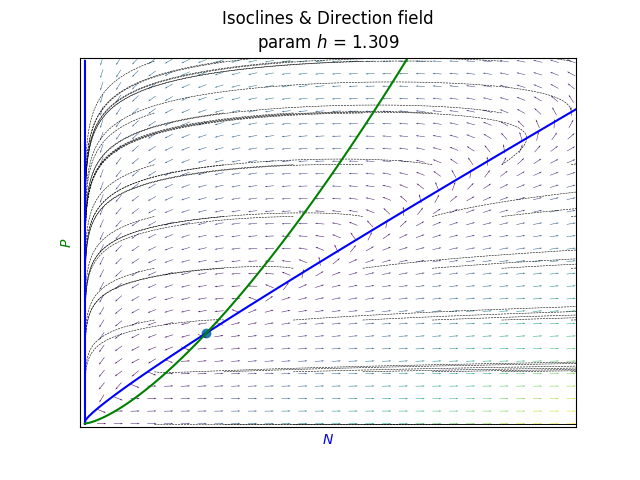 Isoclines & Direction field
param h = 1.309
P
N